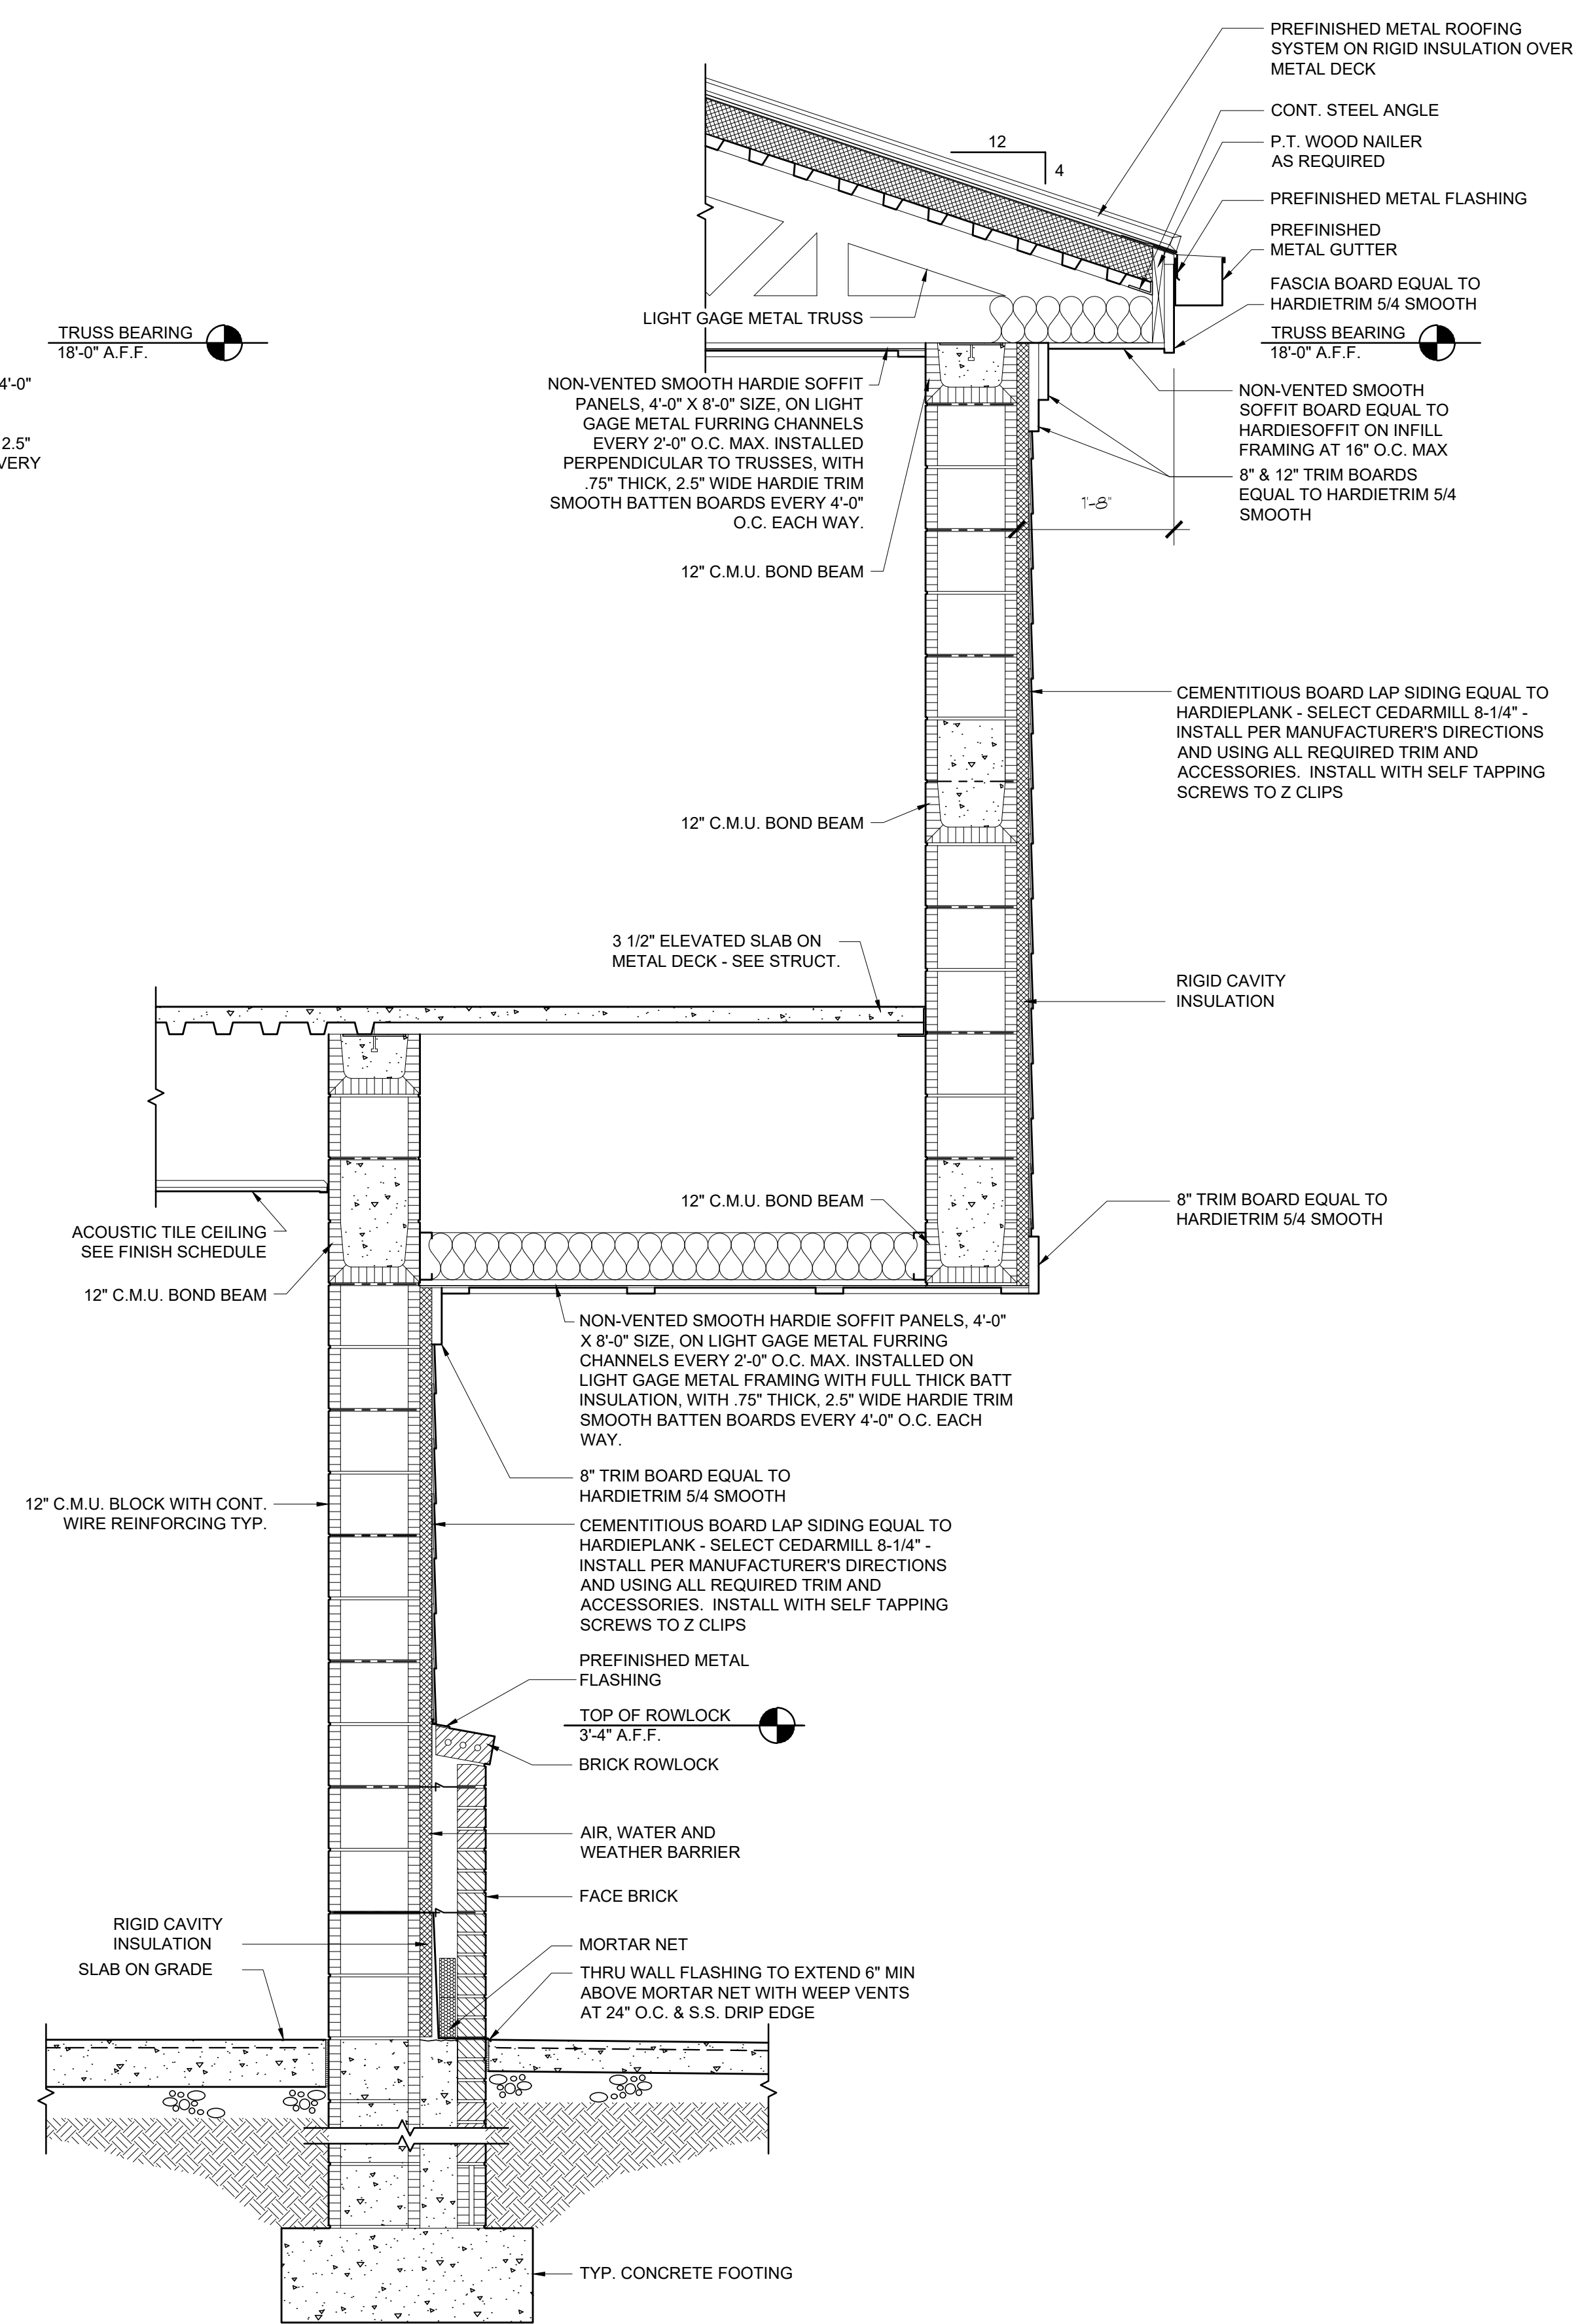 PREFINISHED METAL ROOFING
SYSTEM ON RIGID INSULATION OVER
METAL DECK
CONT. STEEL ANGLE
P.T. WOOD NAILER
AS REQUIRED
12
4
PREFINISHED METAL FLASHING
PREFINISHED
METAL GUTTER
FASCIA BOARD EQUAL TO
HARDIETRIM 5/4 SMOOTH
LIGHT GAGE METAL TRUSS
TRUSS BEARING
18'-0" A.F.F.
TRUSS BEARING
18'-0" A.F.F.
4'-0"
2.5"
VERY
NON-VENTED SMOOTH HARDIE SOFFIT
PANELS, 4'-0" X 8'-0" SIZE, ON LIGHT
GAGE METAL FURRING CHANNELS
EVERY 2'-0" O.C. MAX. INSTALLED
PERPENDICULAR TO TRUSSES, WITH
.75" THICK, 2.5" WIDE HARDIE TRIM
SMOOTH BATTEN BOARDS EVERY 4'-0"
O.C. EACH WAY.
NON-VENTED SMOOTH
SOFFIT BOARD EQUAL TO
HARDIESOFFIT ON INFILL
FRAMING AT 16" O.C. MAX
8" & 12" TRIM BOARDS
EQUAL TO HARDIETRIM 5/4
SMOOTH
1'-8"
12" C.M.U. BOND BEAM
CEMENTITIOUS BOARD LAP SIDING EQUAL TO
HARDIEPLANK - SELECT CEDARMILL 8-1/4" -
INSTALL PER MANUFACTURER'S DIRECTIONS
AND USING ALL REQUIRED TRIM AND
ACCESSORIES. INSTALL WITH SELF TAPPING
SCREWS TO Z CLIPS
12" C.M.U. BOND BEAM
3 1/2" ELEVATED SLAB ON
METAL DECK - SEE STRUCT.
RIGID CAVITY
INSULATION
12" C.M.U. BOND BEAM
8" TRIM BOARD EQUAL TO
HARDIETRIM 5/4 SMOOTH
ACOUSTIC TILE CEILING
SEE FINISH SCHEDULE
12" C.M.U. BOND BEAM
NON-VENTED SMOOTH HARDIE SOFFIT PANELS, 4'-0"
X 8'-0" SIZE, ON LIGHT GAGE METAL FURRING
CHANNELS EVERY 2'-0" O.C. MAX. INSTALLED ON
LIGHT GAGE METAL FRAMING WITH FULL THICK BATT
INSULATION, WITH .75" THICK, 2.5" WIDE HARDIE TRIM
SMOOTH BATTEN BOARDS EVERY 4'-0" O.C. EACH
WAY.
8" TRIM BOARD EQUAL TO
HARDIETRIM 5/4 SMOOTH
12" C.M.U. BLOCK WITH CONT.
WIRE REINFORCING TYP.
CEMENTITIOUS BOARD LAP SIDING EQUAL TO
HARDIEPLANK - SELECT CEDARMILL 8-1/4" -
INSTALL PER MANUFACTURER'S DIRECTIONS
AND USING ALL REQUIRED TRIM AND
ACCESSORIES. INSTALL WITH SELF TAPPING
SCREWS TO Z CLIPS
PREFINISHED METAL
FLASHING
TOP OF ROWLOCK
3'-4" A.F.F.
BRICK ROWLOCK
AIR, WATER AND
WEATHER BARRIER
FACE BRICK
RIGID CAVITY
INSULATION
SLAB ON GRADE
MORTAR NET
THRU WALL FLASHING TO EXTEND 6" MIN
ABOVE MORTAR NET WITH WEEP VENTS
AT 24" O.C. & S.S. DRIP EDGE
TYP. CONCRETE FOOTING